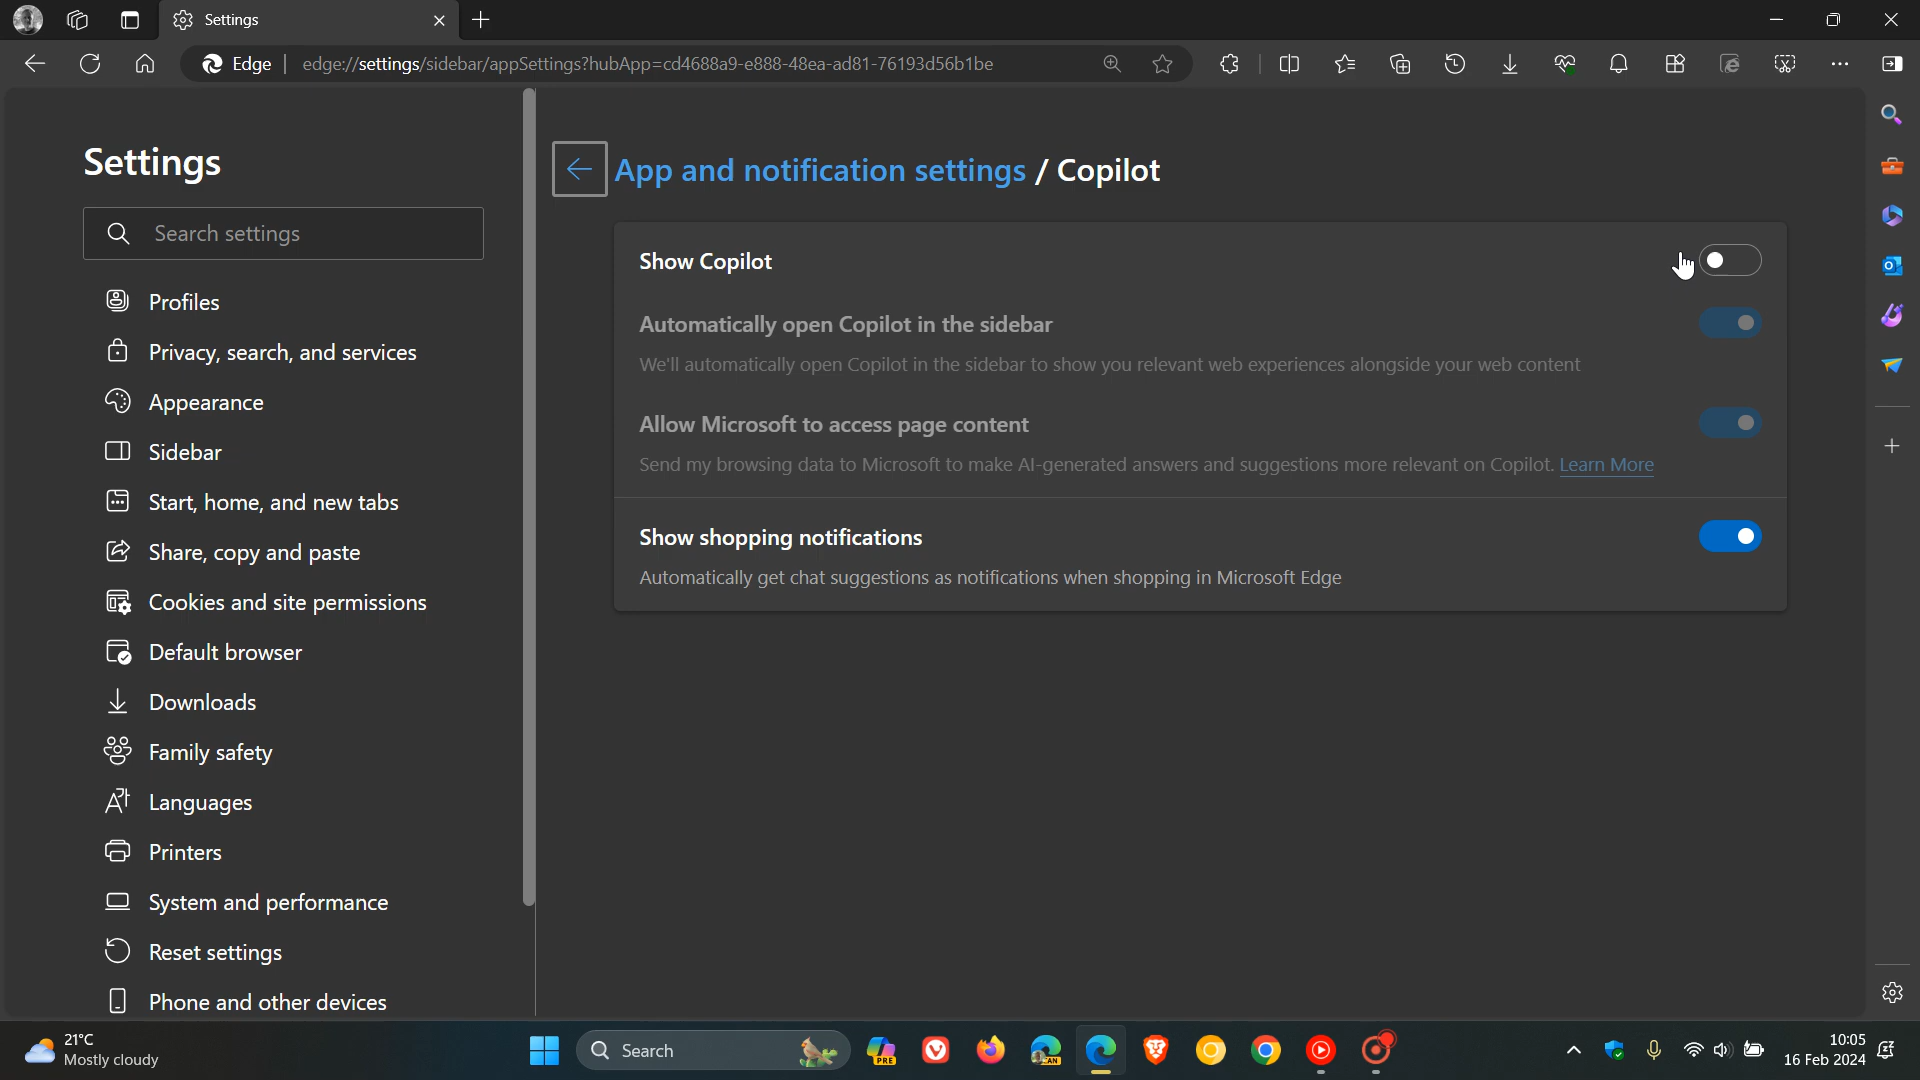 Settings
Edge
edge://settings/sidebar/appSettings?hubApp=cd4688a9-e888-48ea-ad81-76193d56b1be
Settings
Search settings
Profiles
Privacy, search, and services
Appearance
Sidebar
Start, home, and new tabs
Share, copy and paste
Cookies and site permissions
Default browser
Downloads
Family safety
Languages
Printers
System and performance
Reset settings
Phone and other devices
App and notification settings / Copilot
Show Copilot
Automatically open Copilot in the sidebar
We'll automatically open Copilot in the sidebar to show you relevant web experiences alongside your web content
Allow Microsoft to access page content
Send my browsing data to Microsoft to make AI-generated answers and suggestions more relevant on Copilot. Learn More
Show shopping notifications
Automatically get chat suggestions as notifications when shopping in Microsoft Edge
21°C
Mostly cloudy
Search
PRE
CAN
10:05
16 Feb 2024